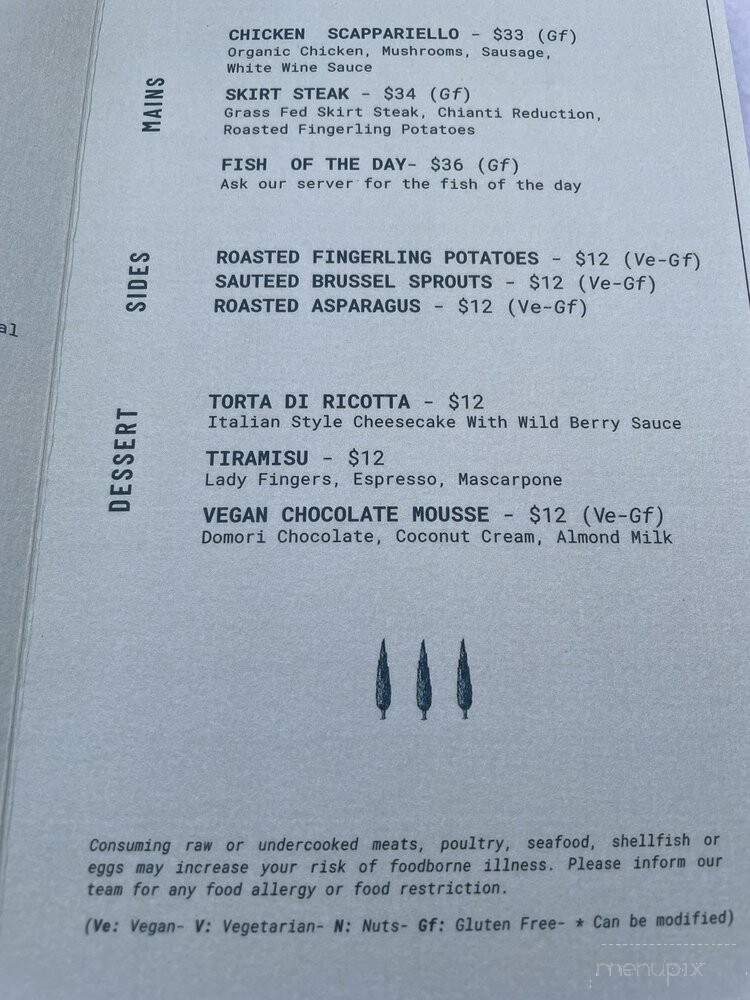 MAINS
CHICKEN SCAPPARIELLO - $33 (Gf)
Organic Chicken, Mushrooms, Sausage,
White Wine Sauce
SKIRT STEAK - $34 (Gf)
Grass Fed Skirt Steak, Chianti Reduction,
Roasted Fingerling Potatoes
FISH OF THE DAY- $36 (Gf)
Ask our server for the fish of the day
SIDES
ROASTED FINGERLING POTATOES - $12 (Ve-Gf)
SAUTEED BRUSSEL SPROUTS - $12 (Ve-Gf)
ROASTED ASPARAGUS - $12 (Ve-Gf)
DESSERT
TORTA DI RICOTTA - $12
Italian Style Cheesecake With Wild Berry Sauce
TIRAMISU - $12
Lady Fingers, Espresso, Mascarpone
VEGAN CHOCOLATE MOUSSE - $12 (Ve-Gf)
Domori Chocolate, Coconut Cream, Almond Milk
Consuming raw or undercooked meats, poultry, seafood, shellfish or
eggs may increase your risk of foodborne illness. Please inform our
team for any food allergy or food restriction.
(Ve: Vegan- V: Vegetarian- N: Nuts- Gf: Gluten Free- * Can be modified)
menupix